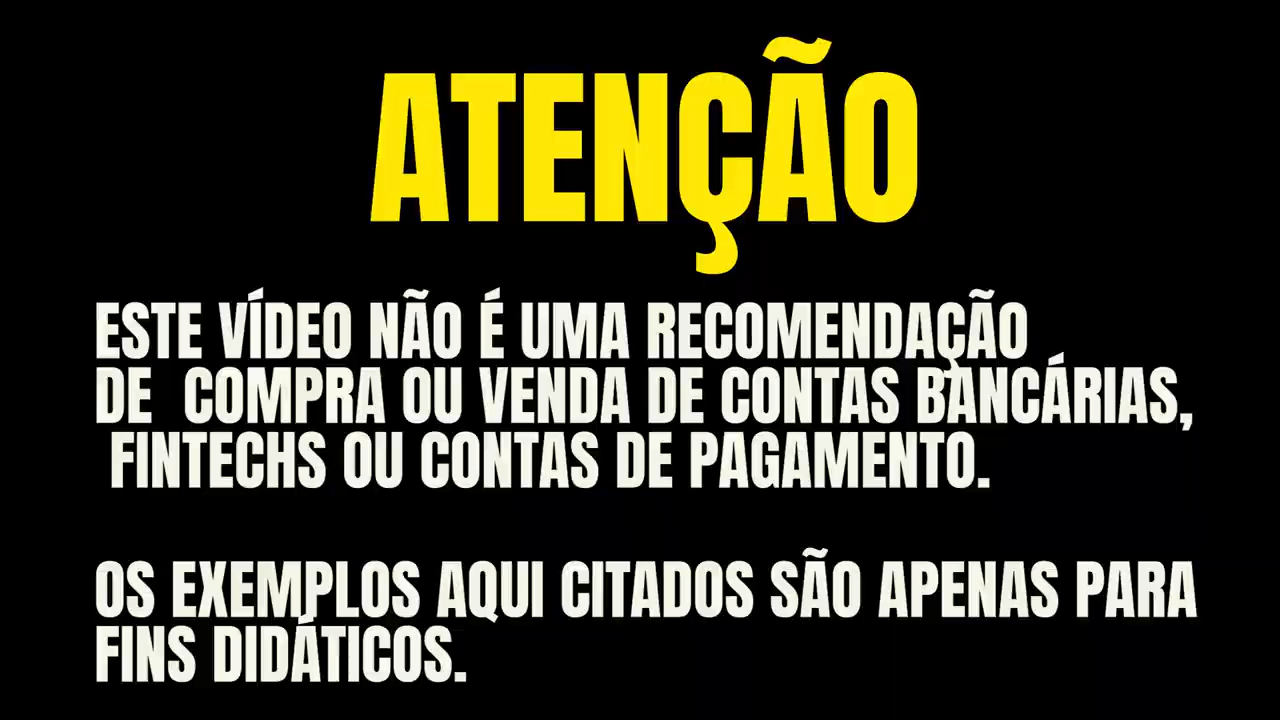 ATENÇÃO
ESTE VÍDEO NÃO É UMA RECOMENDAÇÃO
DE COMPRA OU VENDA DE CONTAS BANCÁRIAS,
FINTECHS OU CONTAS DE PAGAMENTO.
OS EXEMPLOS AQUI CITADOS SÃO APENAS PARA
FINS DIDÁTICOS.